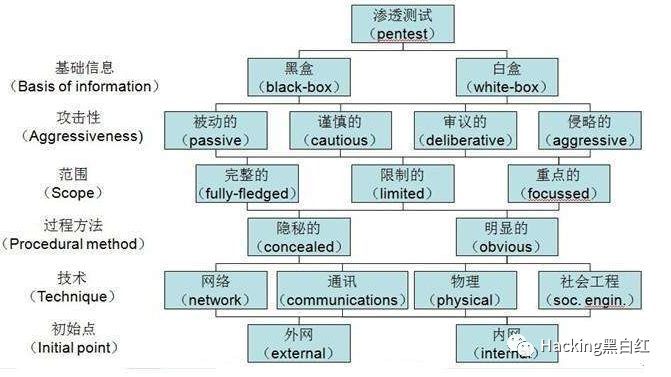 渗透测试
（pentest）
基础信息
（Basis of information）
黑盒
（black-box）
白盒
（white-box）
攻击性
（Aggressiveness）
被动的
（passive）
谨慎的
（cautious）
审议的
（deliberative）
侵略的
（aggressive）
范围
（Scope）
完整的
（fully-fledged）
限制的
（limited）
重点的
（focussed）
过程方法
（Procedural method）
隐秘的
（concealed）
明显的
（obvious）
技术
（Technique）
网络
（network）
通讯
（communications）
物理
（physical）
社会工程
（soc. engin.）
初始点
（Initial point）
外网
（external）
内网
（internal）
Hacking黑白红